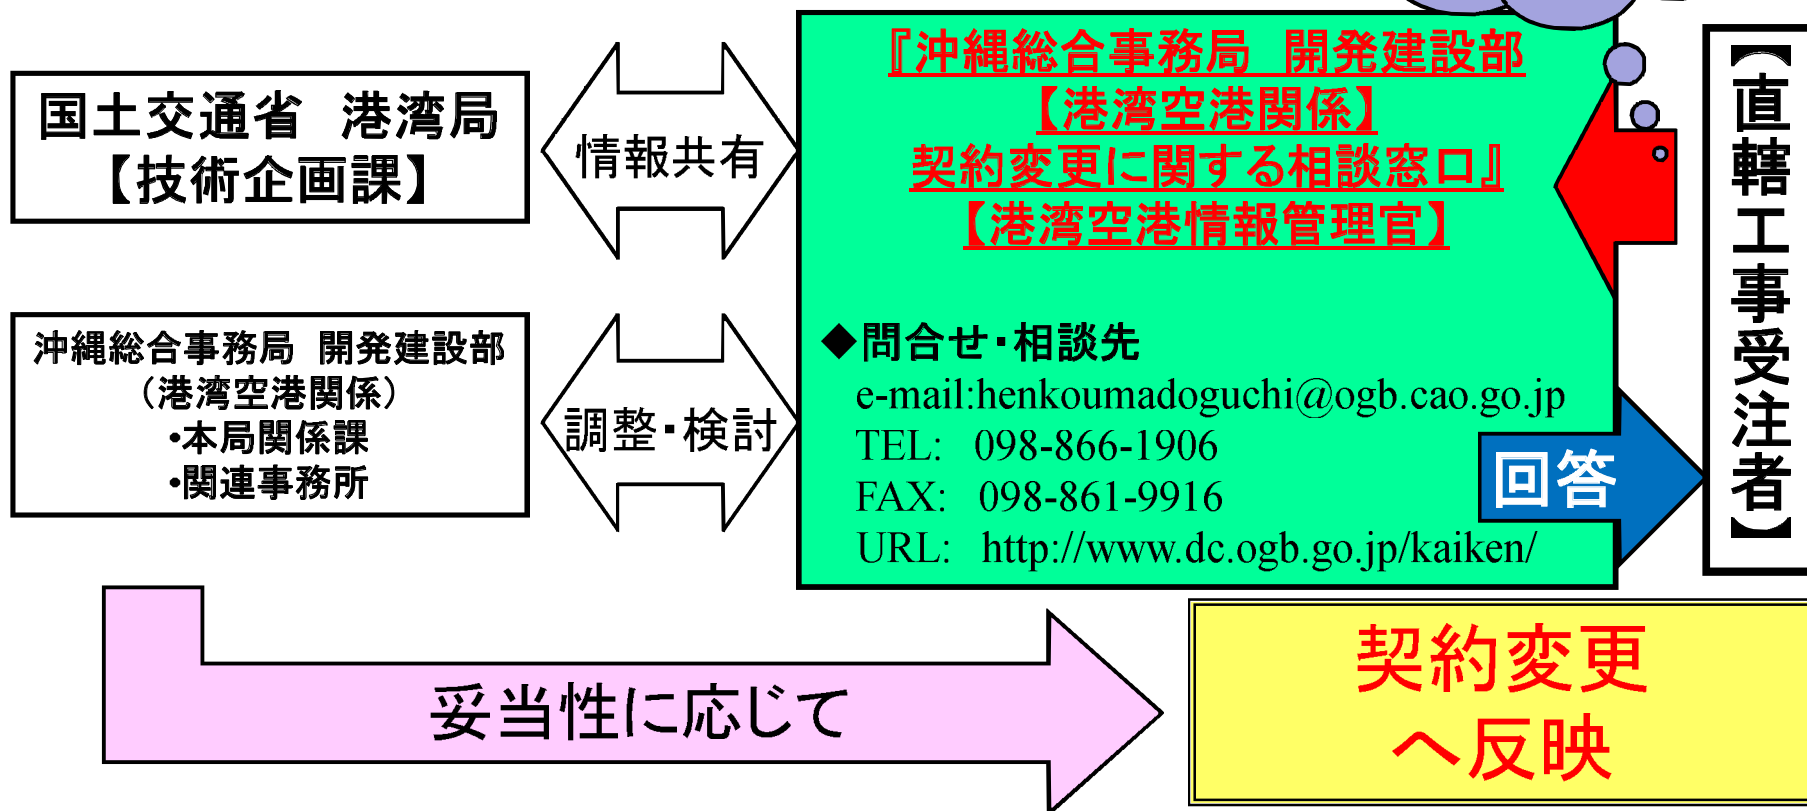 国土交通省　港湾局
【技術企画課】
情報共有
『沖縄総合事務局　開発建設部
【港湾空港関係】
契約変更に関する相談窓口』
【港湾空港情報管理官】
【直轄工事受注者】
沖縄総合事務局　開発建設部
（港湾空港関係）
・本局関係課
・関連事務所
調整・検討
◆問合せ・相談先
e-mail:henkoumadoguchi@ogb.cao.go.jp
TEL:　098-866-1906
FAX:　098-861-9916
URL:　http://www.dc.ogb.go.jp/kaiken/
回答
妥当性に応じて
契約変更
へ反映